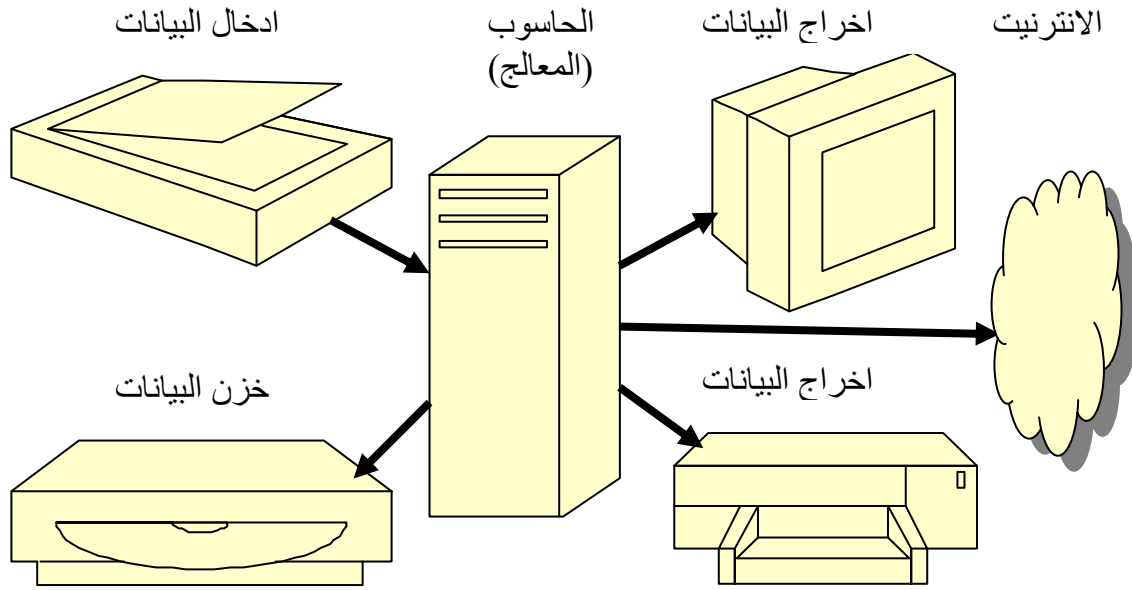 ادخال البيانات
الحاسوب
(المعالج)
اخراج البيانات
الانترنيت
خزن البيانات
اخراج البيانات